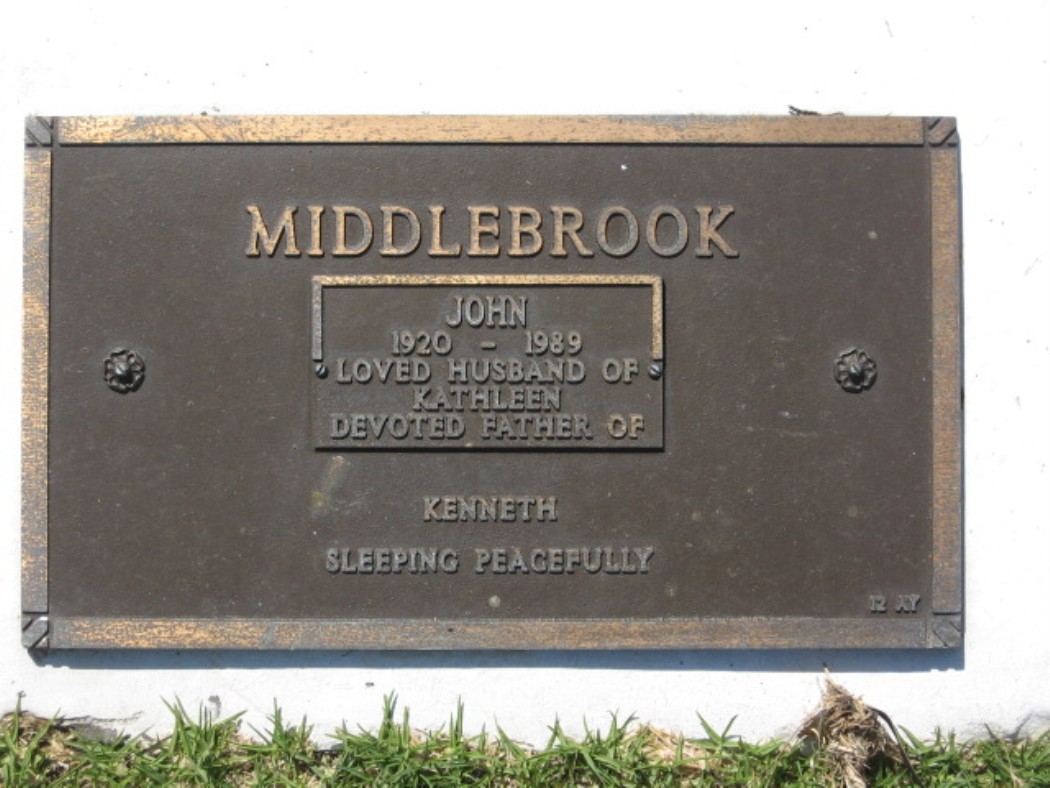 MIDDLEBROOK
JOHN
1920 - 1989
LOVED HUSBAND OF
KATHLEEN
DEVOTED FATHER OF
KENNETH
SLEEPING PEACEFULLY
12 AY